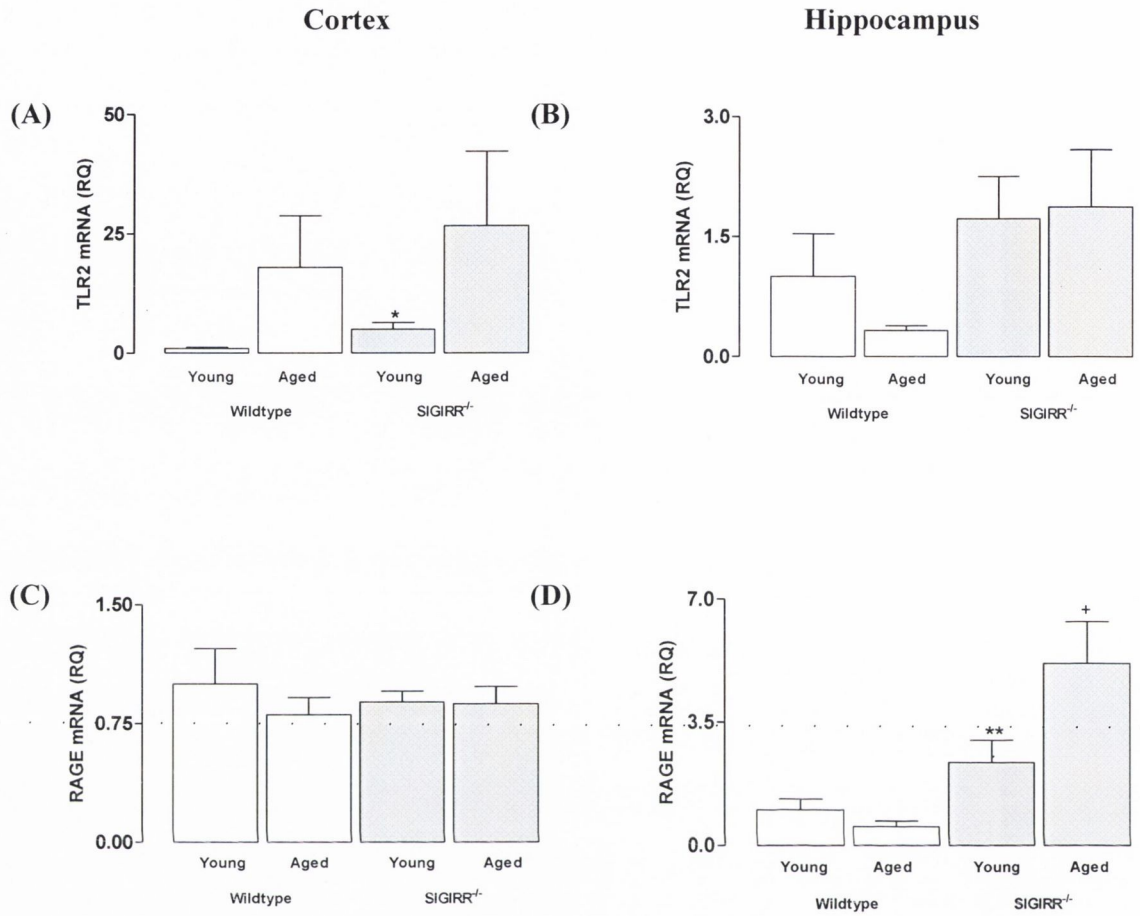 Cortex
Hippocampus
(A)
TLR2 mRNA (RQ)
50
25
0
*
Young Aged Young Aged
Wildtype SIGIRR-/-
(B)
TLR2 mRNA (RQ)
3.0
1.5
0.0
Young Aged Young Aged
Wildtype SIGIRR-/-
(C)
RAGE mRNA (RQ)
1.50
0.75
0.00
Young Aged Young Aged
Wildtype SIGIRR-/-
(D)
RAGE mRNA (RQ)
7.0
3.5
0.0
**
+
Young Aged Young Aged
Wildtype SIGIRR-/-